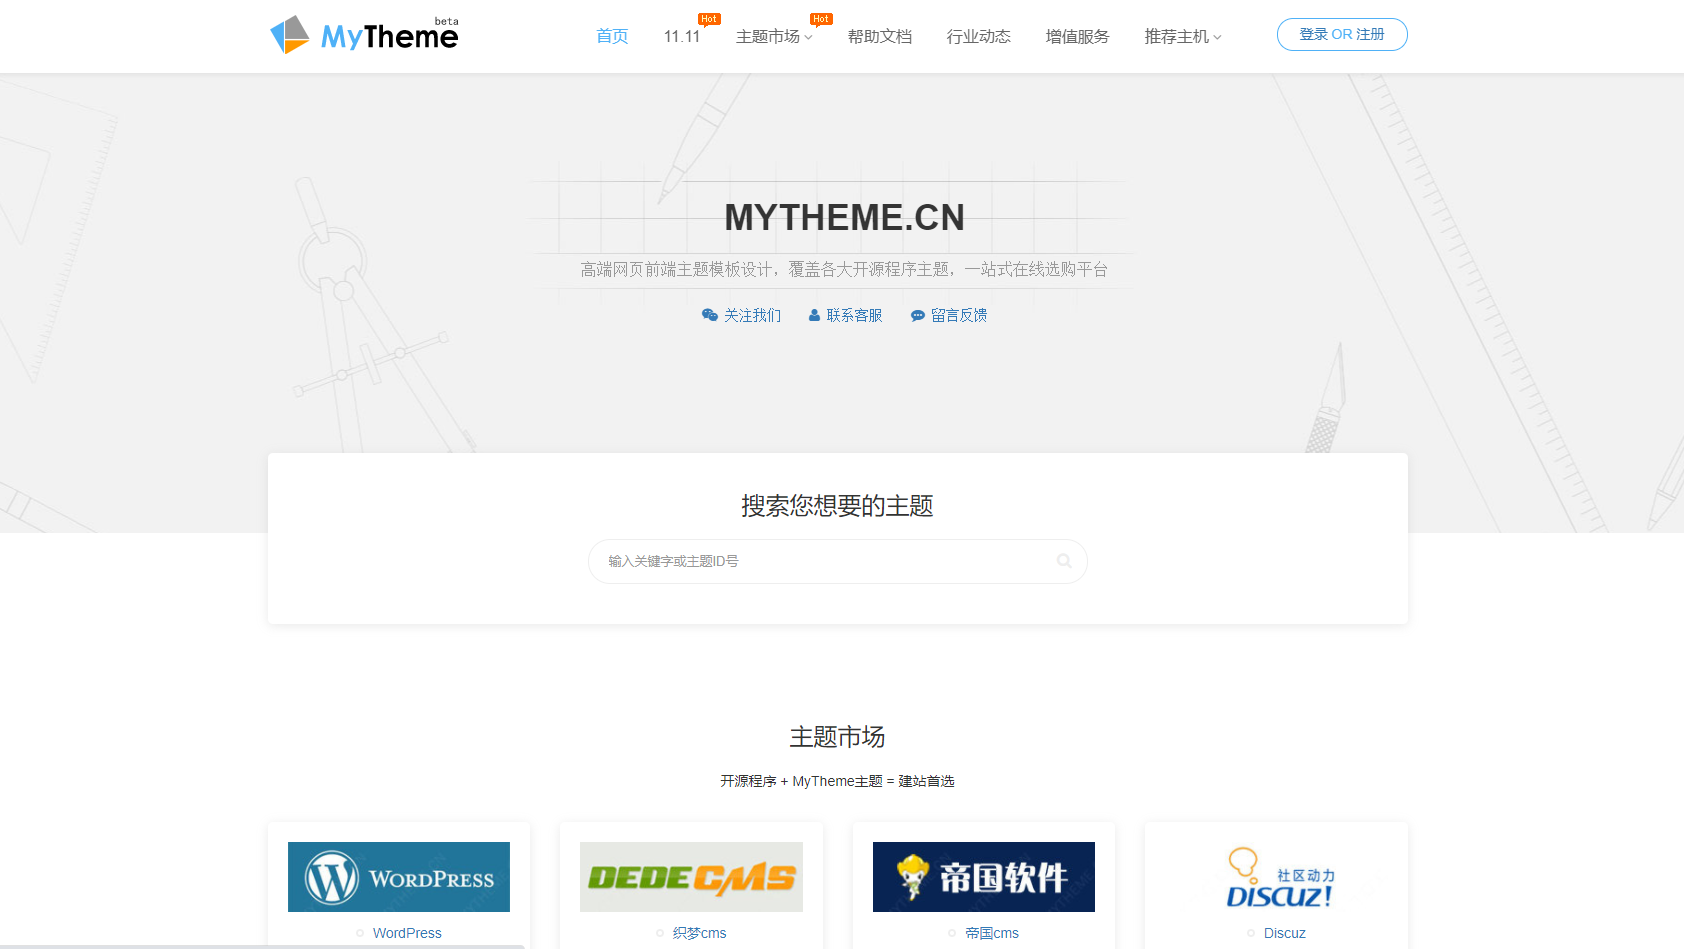 MyTheme beta
首页 11.11 Hot 主题市场 Hot 帮助文档 行业动态 增值服务 推荐主机 登录 OR 注册
MYTHEME.CN
高端网页前端主题模板设计，覆盖各大开源程序主题，一站式在线选购平台
关注我们 联系客服 留言反馈
搜索您想要的主题
输入关键字或主题ID号
主题市场
开源程序 + MyTheme主题 = 建站首选
WORDPRESS DEDECMS 帝国软件 社区动力 DISCUZ!
WordPress 织梦cms 帝国cms Discuz